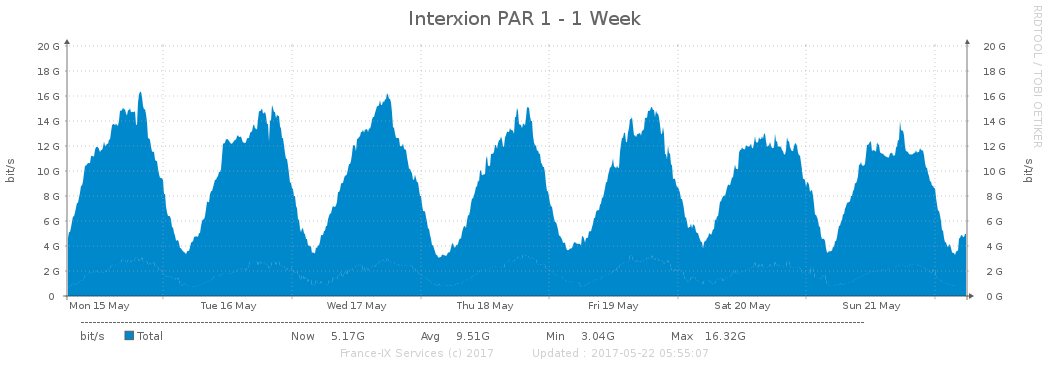 Interxion PAR 1 - 1 Week
RRDTOOL / TOBI OETIKER
bit/s
20 G
18 G
16 G
14 G
12 G
10 G
8 G
6 G
4 G
2 G
0
20 G
18 G
16 G
14 G
12 G
10 G
8 G
6 G
4 G
2 G
0 G
bit/s
Mon 15 May Tue 16 May Wed 17 May Thu 18 May Fri 19 May Sat 20 May Sun 21 May
bit/s Total Now 5.17G Avg 9.51G Min 3.04G Max 16.32G
France-IX Services (c) 2017 Updated : 2017-05-22 05:55:07